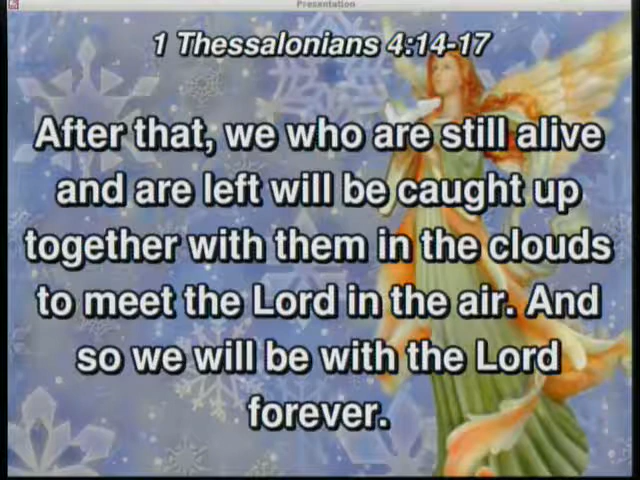 Presentation
1 Thessalonians 4:14-17
After that, we who are still alive
and are left will be caught up
together with them in the clouds
to meet the Lord in the air. And
so we will be with the Lord
forever.